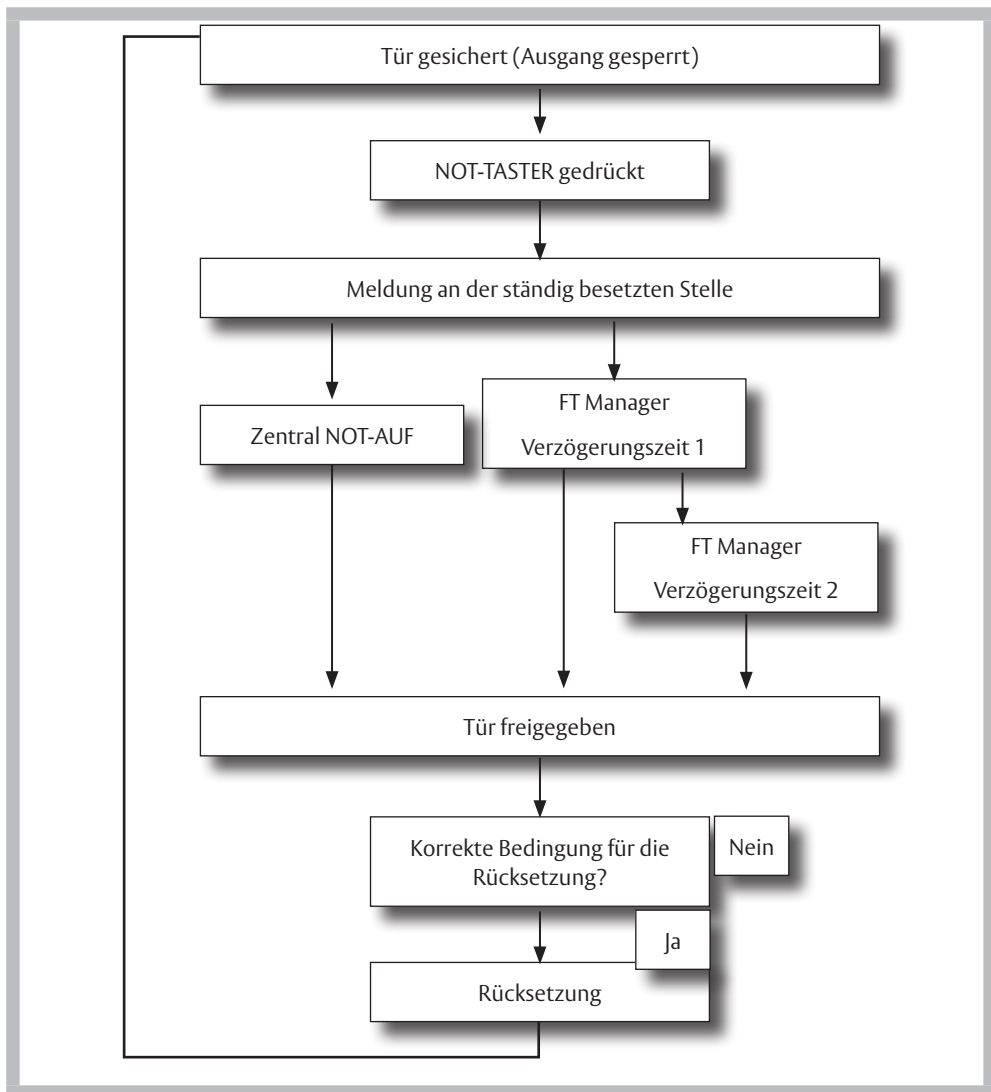 Tür gesichert (Ausgang gesperrt)
NOT-TASTER gedrückt
Meldung an der ständig besetzten Stelle
Zentral NOT-AUF
FT Manager
Verzögerungszeit 1
FT Manager
Verzögerungszeit 2
Tür freigegeben
Korrekte Bedingung für die
Rücksetzung?
Nein
Ja
Rücksetzung